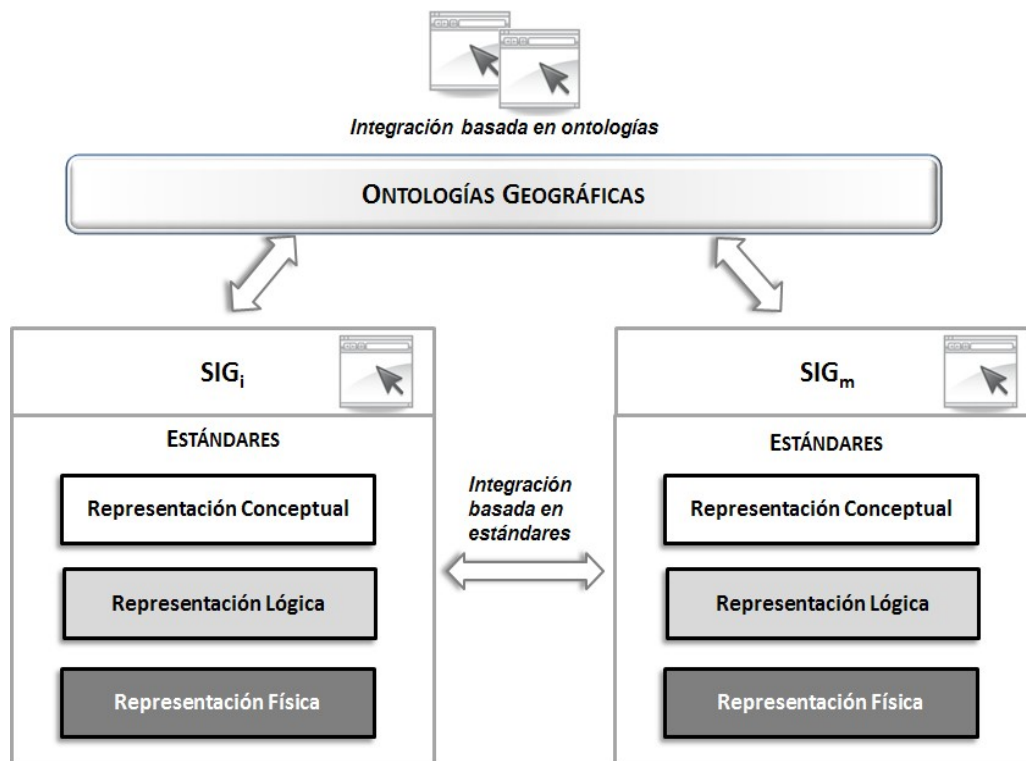 Integración basada en ontologías
ONTOLOGÍAS GEOGRÁFICAS
SIGi
ESTÁNDARES
Representación Conceptual
Representación Lógica
Representación Física
Integración
basada en
estándares
SIGm
ESTÁNDARES
Representación Conceptual
Representación Lógica
Representación Física